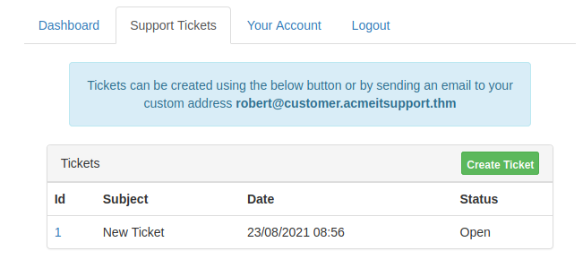 Dashboard Support Tickets Your Account Logout
Tickets can be created using the below button or by sending an email to your
custom address robert@customer.acmeitsupport.thm
Tickets Create Ticket
Id Subject Date Status
1 New Ticket 23/08/2021 08:56 Open